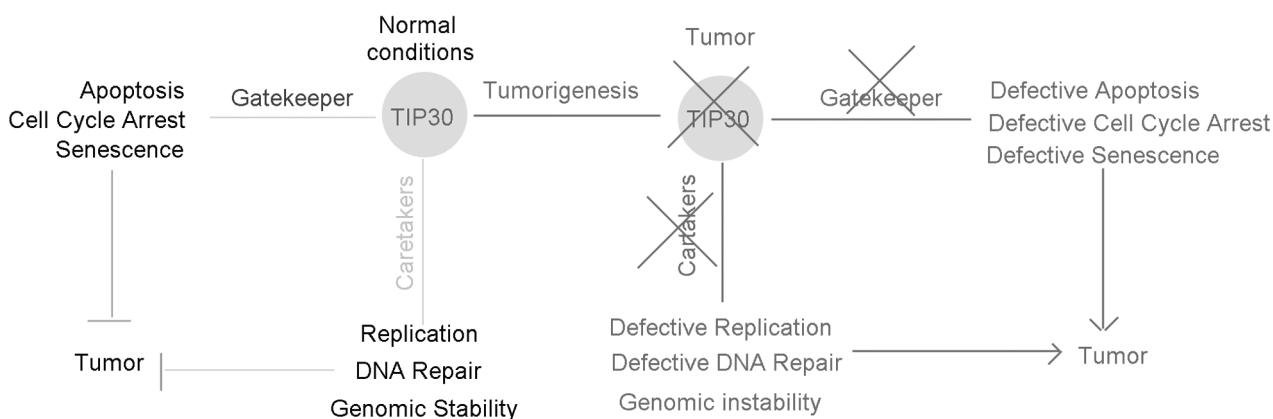 Normal
conditions
Tumor
Apoptosis
Cell Cycle Arrest
Senescence
Gatekeeper
TIP30
Tumorigenesis
TIP30
Gatekeeper
Defective Apoptosis
Defective Cell Cycle Arrest
Defective Senescence
Caretakers
Cartakers
Tumor
Replication
DNA Repair
Genomic Stability
Defective Replication
Defective DNA Repair
Genomic instability
Tumor